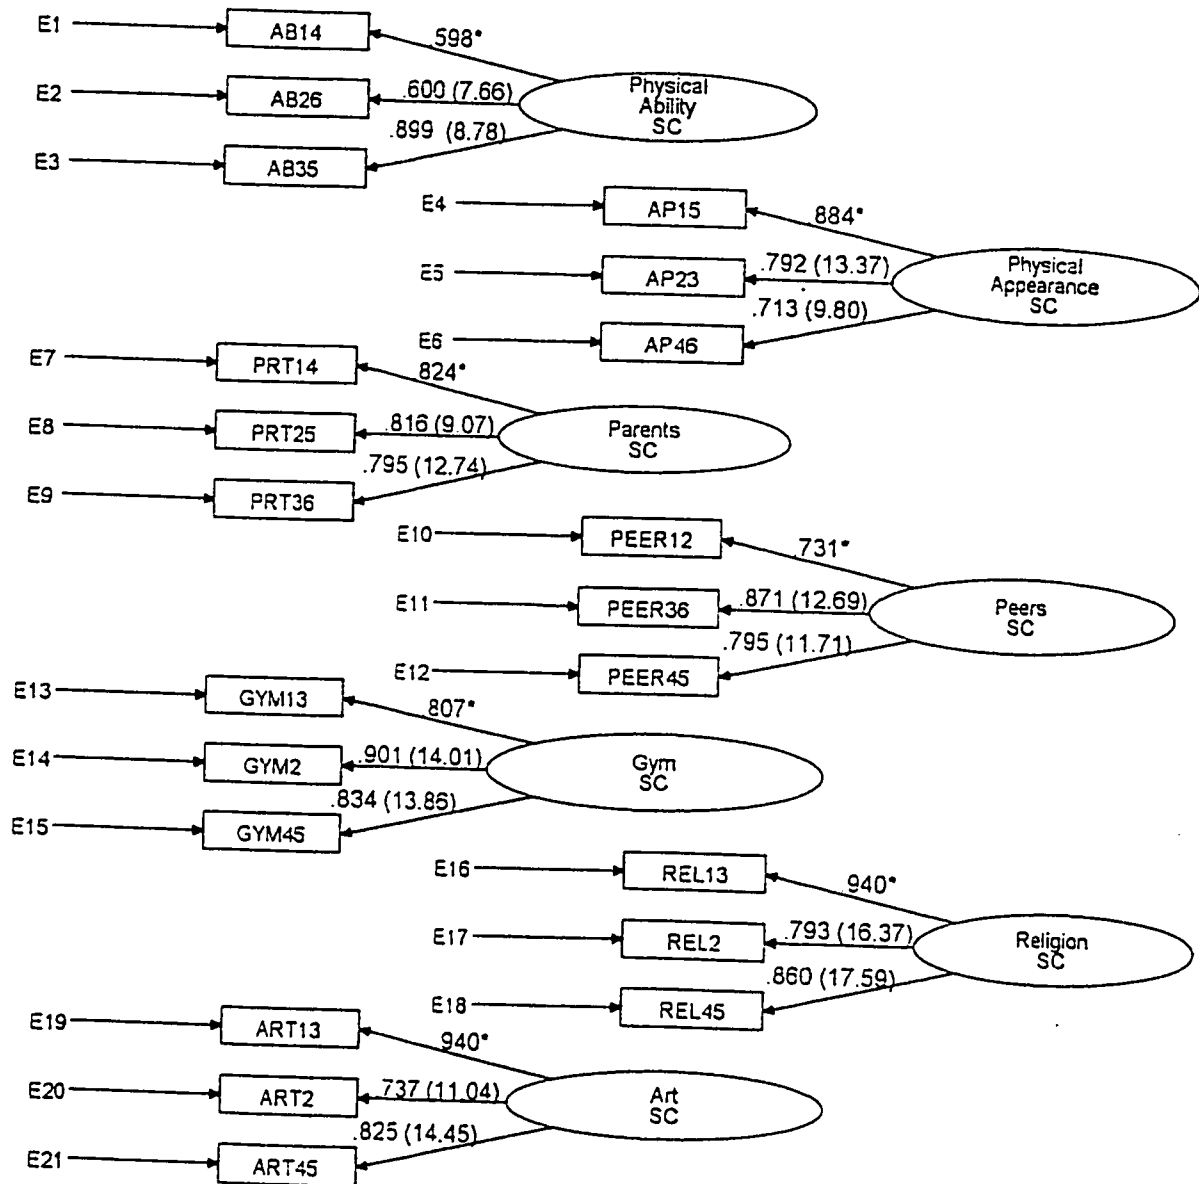 E1 AB14 .598*
E2 AB26 .600 (7.66)
E3 AB35 .899 (8.78)
Physical
Ability
SC
E4 AP15 .884*
E5 AP23 .792 (13.37)
E6 AP46 .713 (9.80)
Physical
Appearance
SC
E7 PRT14 .824*
E8 PRT25 .816 (9.07)
E9 PRT36 .795 (12.74)
Parents
SC
E10 PEER12 .731*
E11 PEER36 .871 (12.69)
E12 PEER45 .795 (11.71)
Peers
SC
E13 GYM13 .807*
E14 GYM2 .901 (14.01)
E15 GYM45 .834 (13.86)
Gym
SC
E16 REL13 .940*
E17 REL2 .793 (16.37)
E18 REL45 .860 (17.59)
Religion
SC
E19 ART13 .940*
E20 ART2 .737 (11.04)
E21 ART45 .825 (14.45)
Art
SC